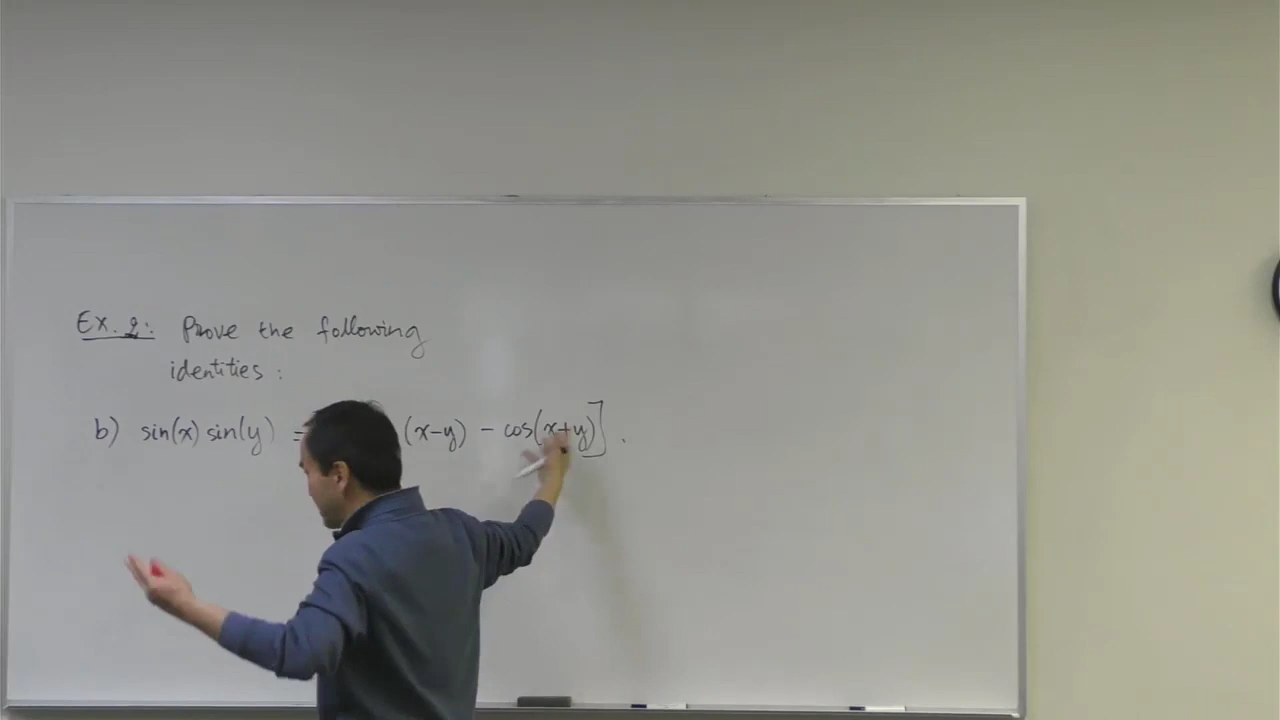 Ex. 2: Prove the following
identities:
b) sin(x) sin(y) = (x-y) - cos(x+y)].